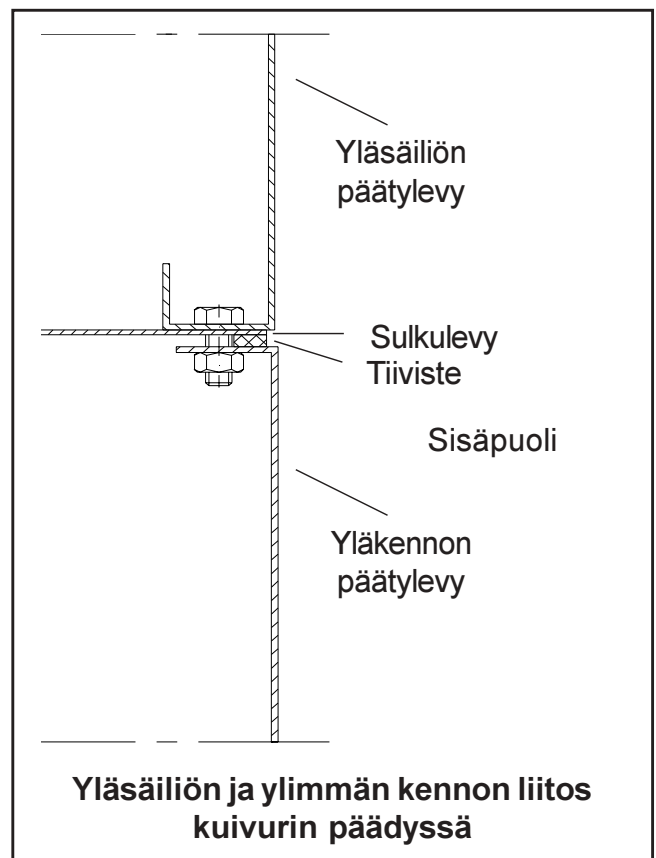 Yläsäiliön
päätylevy
Sulkulevy
Tiiviste
Sisäpuoli
Yläkennon
päätylevy
Yläsäiliön ja ylimmän kennon liitos
kuivurin päädyssä